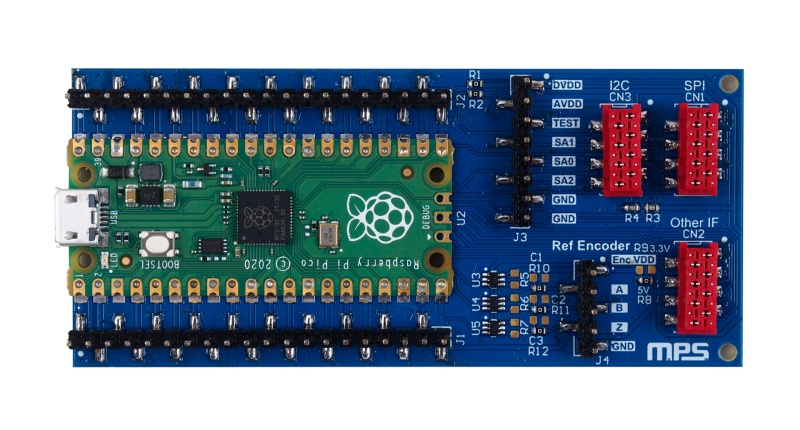 R1
R2
J2
DVDD
AVDD
TEST
SA1
SA0
SA2
GND
GND
J3
I2C
CN3
SPI
CN1
R4 R3
Other IF
CN2
39
USB
LED
BOOTSEL
2
Raspberry Pi Pico © 2020
DEBUG
U2
Ref Encoder
R9 3.3V
Enc VDD
5V
R8
A
B
Z
GND
J4
C1
R10
U3
R5
U4
R6
C2
R11
U5
R7
C3
R12
J1
MPS